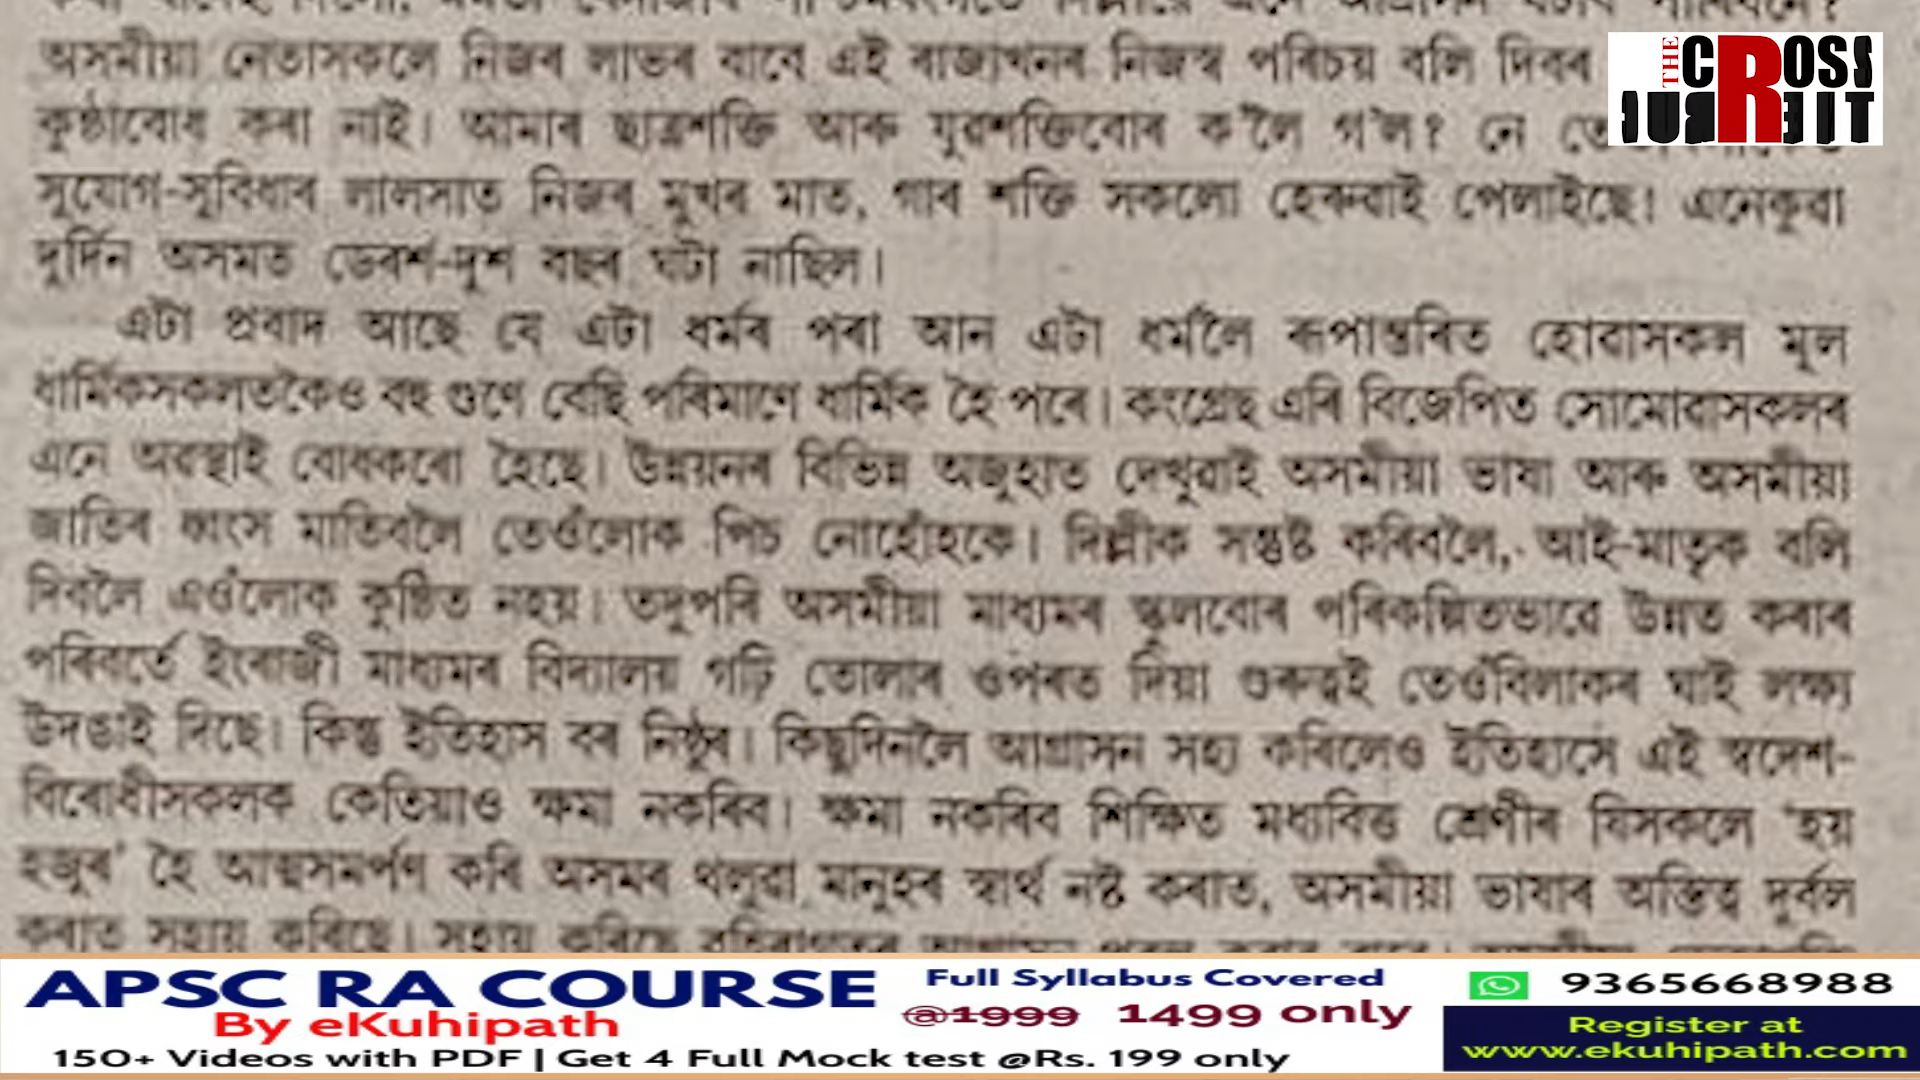 অসমীয়া নেতাসকলে নিজৰ লাভৰ বাবে এই ৰাজ্যখনৰ নিজস্ব পৰিচয় বলি দিবৰ
কুণ্ঠাবোধ কৰা নাই। আমাৰ ছাত্ৰশক্তি আৰু যুৱশক্তিবোৰ ক'লৈ গ'ল? নে
সুযোগ-সুবিধাৰ লালসাত নিজৰ মুখৰ মাত, গাৰ শক্তি সকলো হেৰুৱাই পেলাইছে। এনেকুৱা
দুৰ্দিন অসমত ডেৰশ-দুশ বছৰ ঘটা নাছিল।
এটা প্ৰবাদ আছে যে এটা ধৰ্মৰ পৰা আন এটা ধৰ্মলৈ ৰূপান্তৰিত হোৱাসকল মূল
ধাৰ্মিকসকলতকৈও বহু গুণে বেছি পৰিমাণে ধাৰ্মিক হৈ পৰে। কংগ্ৰেছ এৰি বিজেপিত সোমোৱাসকলৰ
এনে অৱস্থাই বোধকৰো হৈছে। উন্নয়নৰ বিভিন্ন অজুহাত দেখুৱাই অসমীয়া ভাষা আৰু অসমীয়া
জাতিৰ ধ্বংস মাতিবলৈ তেওঁলোক পিচ নোহোঁহকে। দিল্লীক সন্তুষ্ট কৰিবলৈ, আই-মাতৃক বলি
দিবলৈ এওঁলোক কুণ্ঠিত নহয়। তদুপৰি অসমীয়া মাধ্যমৰ স্কুলবোৰ পৰিকল্পিতভাৱে উন্নত কৰাৰ
পৰিবৰ্তে ইংৰাজী মাধ্যমৰ বিদ্যালয় গঢ়ি তোলাৰ ওপৰত দিয়া গুৰুত্বই তেওঁবিলাকৰ ঘাই লক্ষ্য
উদঙাই দিছে। কিন্তু ইতিহাস বৰ নিষ্ঠুৰ। কিছুদিনলৈ আগ্ৰাসন সহ্য কৰিলেও ইতিহাসে এই স্বদেশ-
বিৰোধীসকলক কেতিয়াও ক্ষমা নকৰিব। ক্ষমা নকৰিব শিক্ষিত মধ্যবিত্ত শ্ৰেণীৰ যিসকলে 'হয়
হজুৰ' হৈ আত্মসমৰ্পণ কৰি অসমৰ থলুৱা মানুহৰ স্বাৰ্থ নষ্ট কৰাত, অসমীয়া ভাষাৰ অস্তিত্ব দুৰ্বল
কৰাত সহায় কৰিছে। সহায় কৰিছে
THE CROSS CURRENT
APSC RA COURSE
By eKuhipath
150+ Videos with PDF | Get 4 Full Mock test @Rs. 199 only
Full Syllabus Covered
@1999 1499 only
9365668988
Register at
www.ekuhipath.com